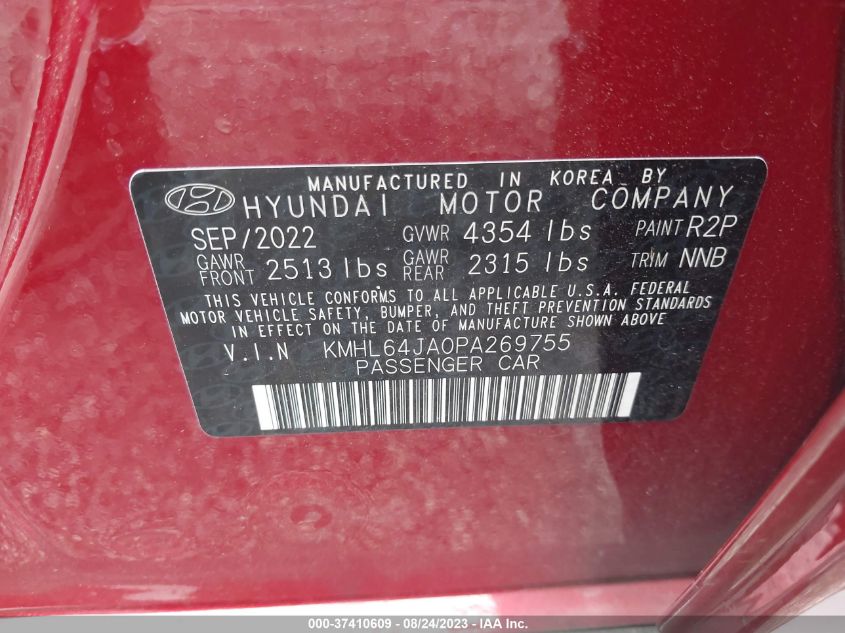 MANUFACTURED IN KOREA BY
HYUNDAI MOTOR COMPANY
SEP/2022 GVWR 4354 lbs PAINT R2P
GAWR FRONT 2513 lbs GAWR REAR 2315 lbs TRIM NNB
THIS VEHICLE CONFORMS TO ALL APPLICABLE U.S.A. FEDERAL
MOTOR VEHICLE SAFETY, BUMPER, AND THEFT PREVENTION STANDARDS
IN EFFECT ON THE DATE OF MANUFACTURE SHOWN ABOVE
V.I.N KMHL64JA0PA269755
PASSENGER CAR
000-37410609 - 08/24/2023 - IAA Inc.